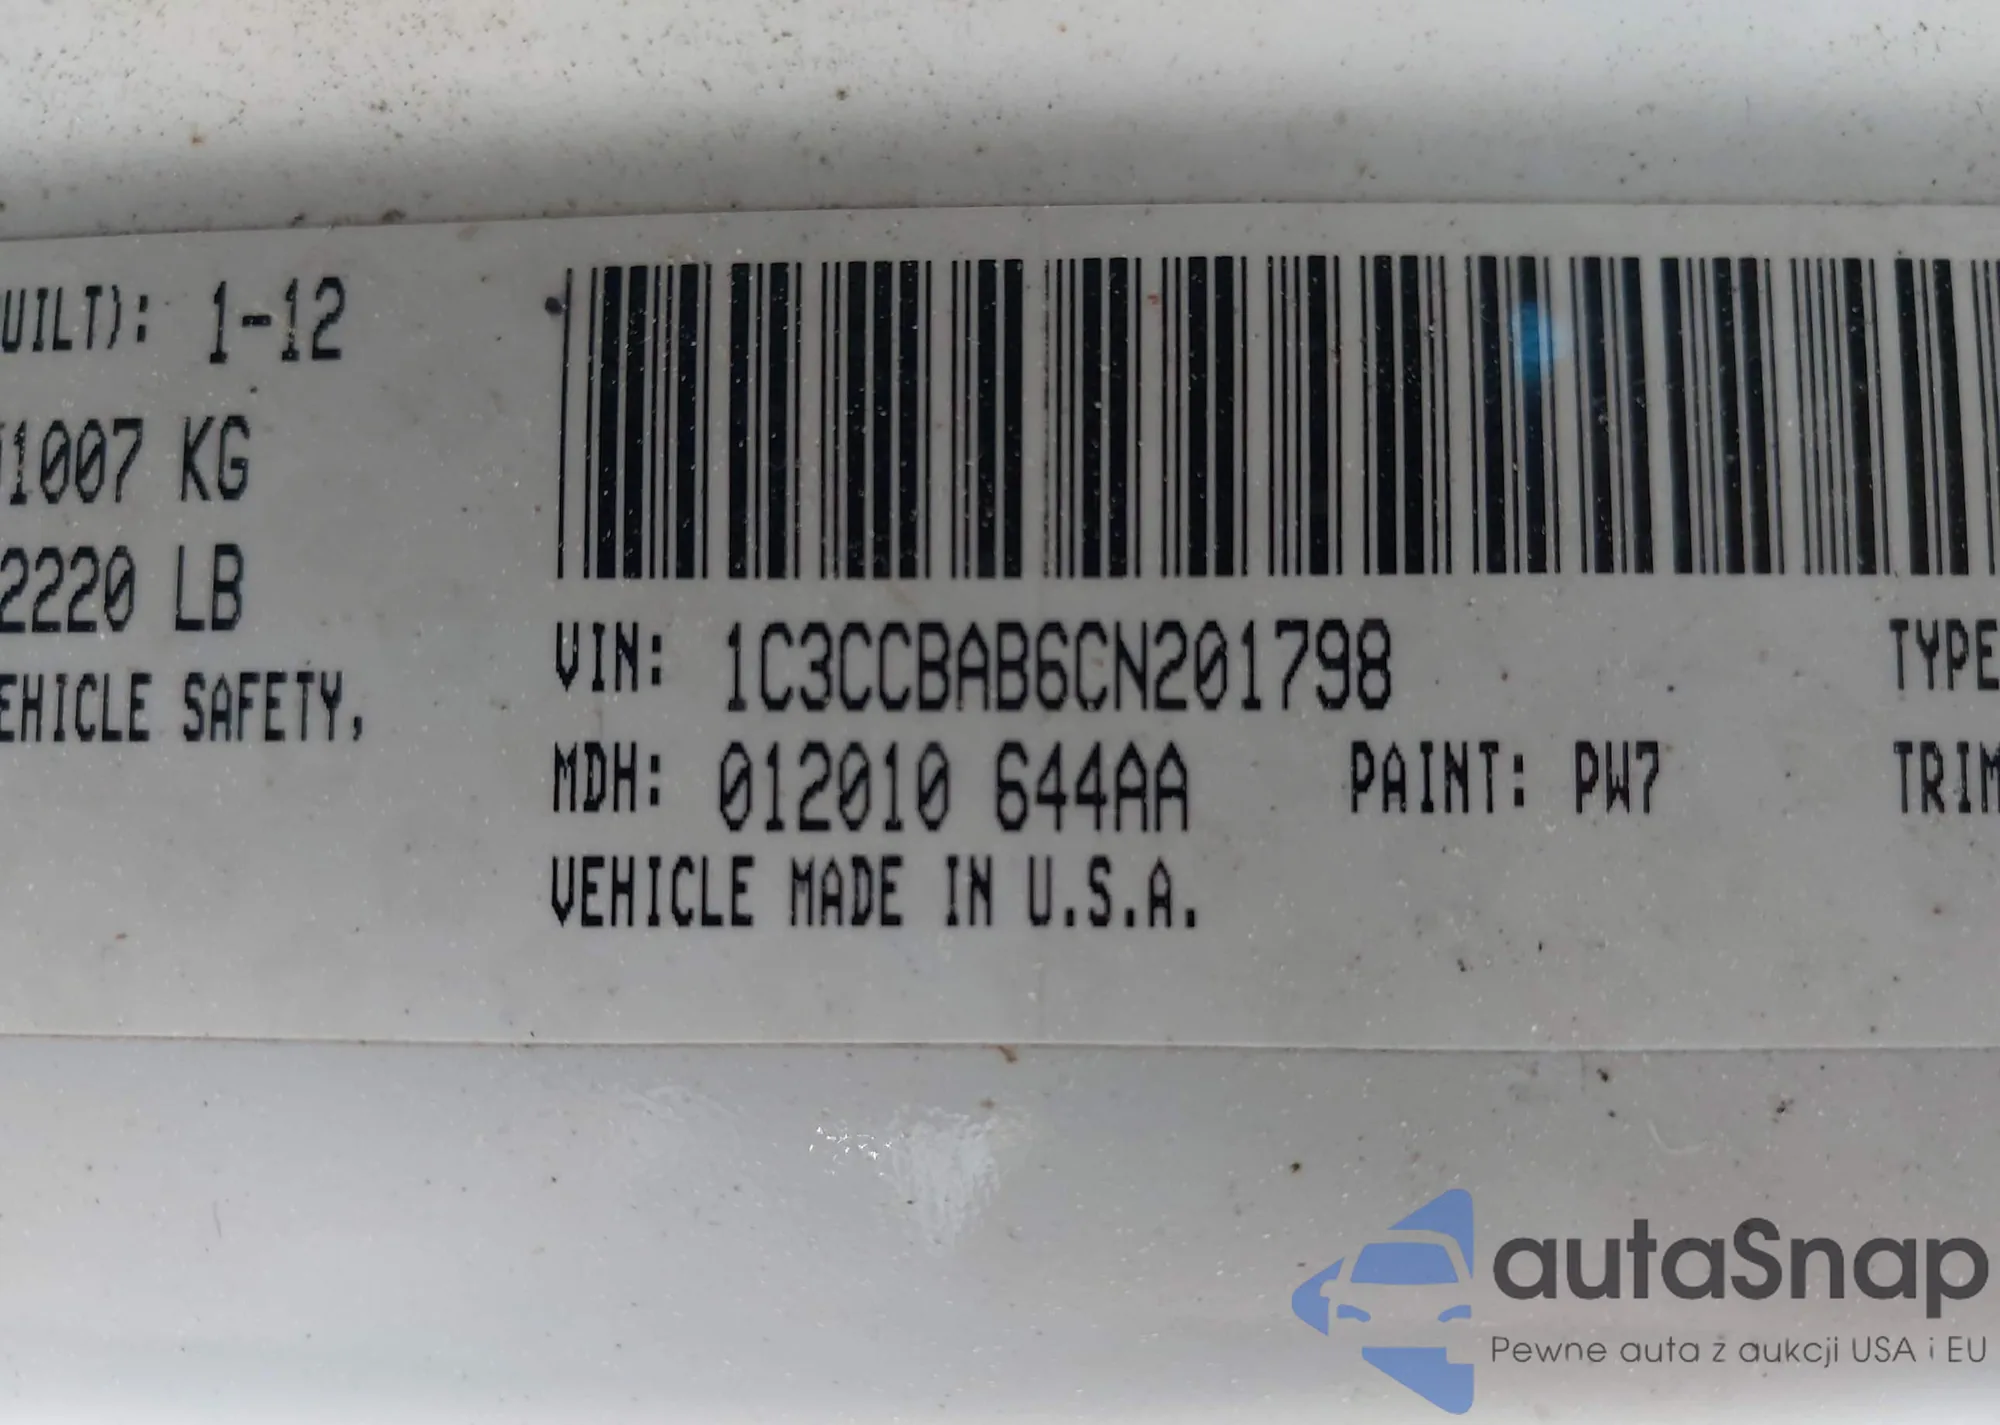 UILT): 1-12
1007 KG
2220 LB
EHICLE SAFETY,
VIN: 1C3CCBAB6CN201798
TYPE
MDH: 012010 644AA PAINT: PW7
TRIM
VEHICLE MADE IN U.S.A.
autaSnap
Pewne auta z aukcji USA i EU